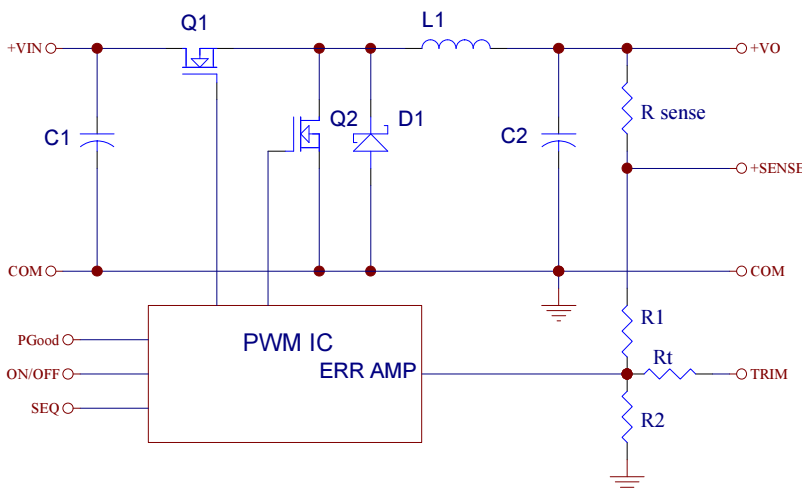 Q1
L1
+VIN
+VO
C1
Q2
D1
C2
R sense
+SENSE
COM
COM
R1
PWM IC
PGood
ERR AMP
Rt
ON/OFF
TRIM
SEQ
R2